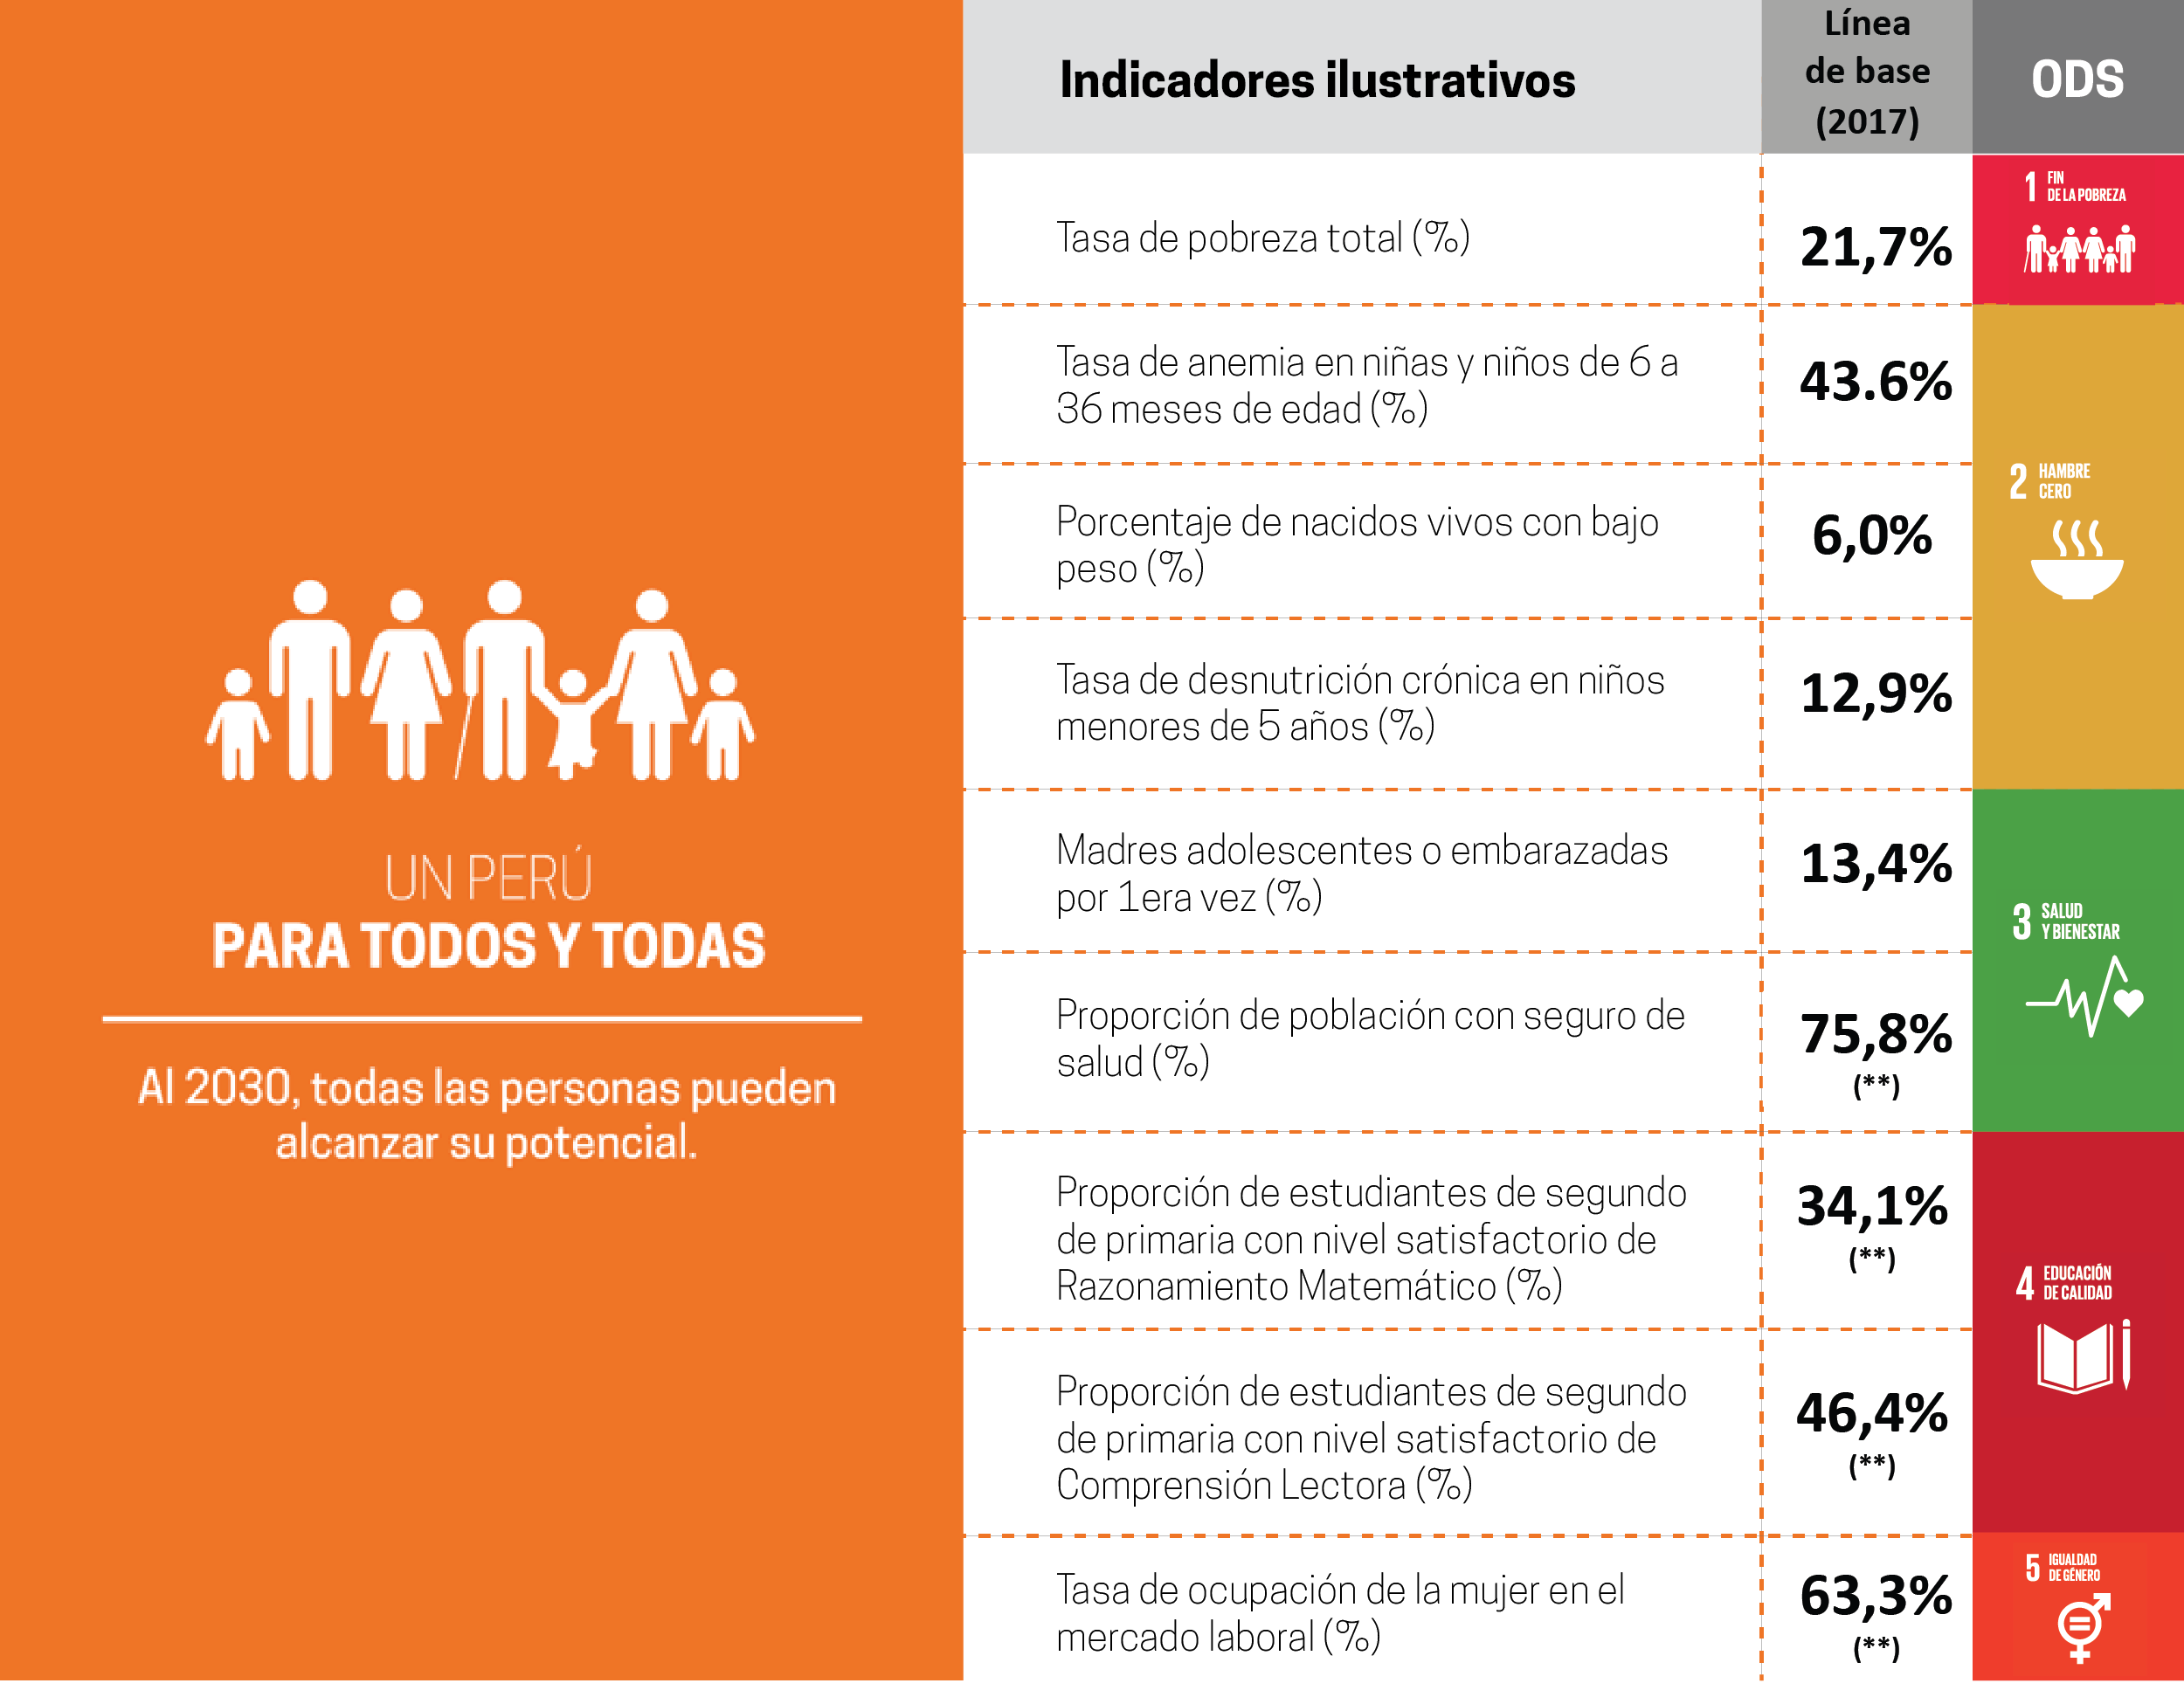 UN PERÚ
PARA TODOS Y TODAS
Al 2030, todas las personas pueden
alcanzar su potencial.
Indicadores ilustrativos
Línea
de base
(2017)
ODS
Tasa de pobreza total (%)
21,7%
1 FIN
DE LA POBREZA
Tasa de anemia en niñas y niños de 6 a
36 meses de edad (%)
43.6%
Porcentaje de nacidos vivos con bajo
peso (%)
6,0%
2 HAMBRE
CERO
Tasa de desnutrición crónica en niños
menores de 5 años (%)
12,9%
Madres adolescentes o embarazadas
por 1era vez (%)
13,4%
3 SALUD
Y BIENESTAR
Proporción de población con seguro de
salud (%)
75,8%
(**)
Proporción de estudiantes de segundo
de primaria con nivel satisfactorio de
Razonamiento Matemático (%)
34,1%
(**)
4 EDUCACIÓN
DE CALIDAD
Proporción de estudiantes de segundo
de primaria con nivel satisfactorio de
Comprensión Lectora (%)
46,4%
(**)
Tasa de ocupación de la mujer en el
mercado laboral (%)
63,3%
(**)
5 IGUALDAD
DE GÉNERO